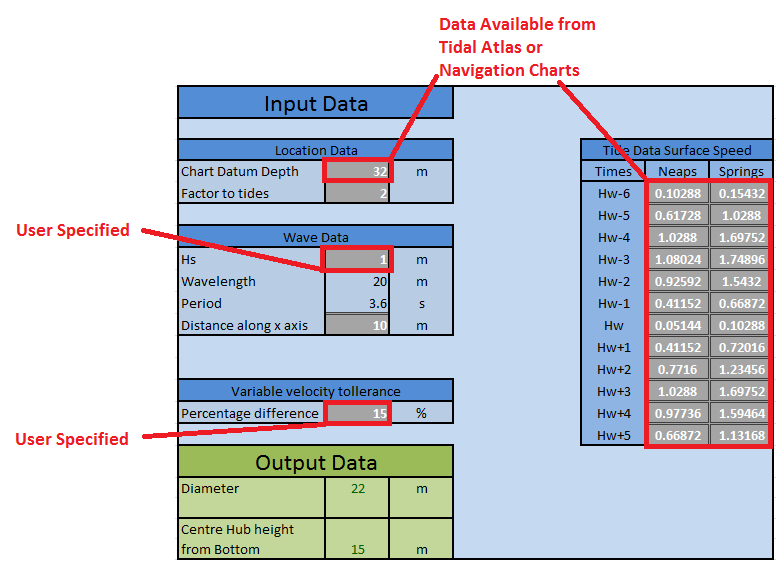 Data Available from
Tidal Atlas or
Navigation Charts
Input Data
Location Data
Chart Datum Depth 32 m
Factor to tides 2
User Specified
Wave Data
Hs 1 m
Wavelength 20 m
Period 3.6 s
Distance along x axis 10 m
Variable velocity tollerance
Percentage difference 15 %
User Specified
Output Data
Diameter 22 m
Centre Hub height
from Bottom 15 m
Tide Data Surface Speed
Times Neaps Springs
Hw-6 0.10288 0.15432
Hw-5 0.61728 1.0288
Hw-4 1.0288 1.69752
Hw-3 1.08024 1.74896
Hw-2 0.92592 1.5432
Hw-1 0.41152 0.66872
Hw 0.05144 0.10288
Hw+1 0.41152 0.72016
Hw+2 0.7716 1.23456
Hw+3 1.0288 1.69752
Hw+4 0.97736 1.59464
Hw+5 0.66872 1.13168